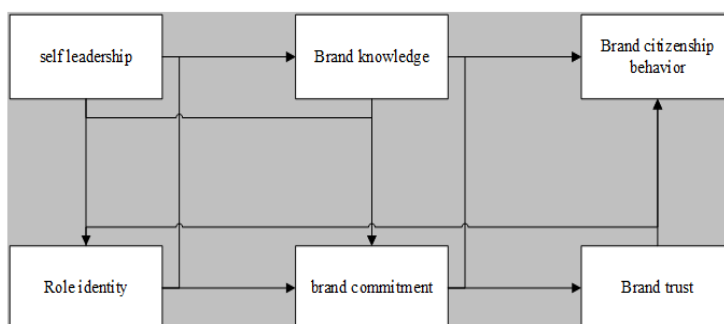 self leadership
Brand knowledge
Brand citizenship
behavior
Role identity
brand commitment
Brand trust